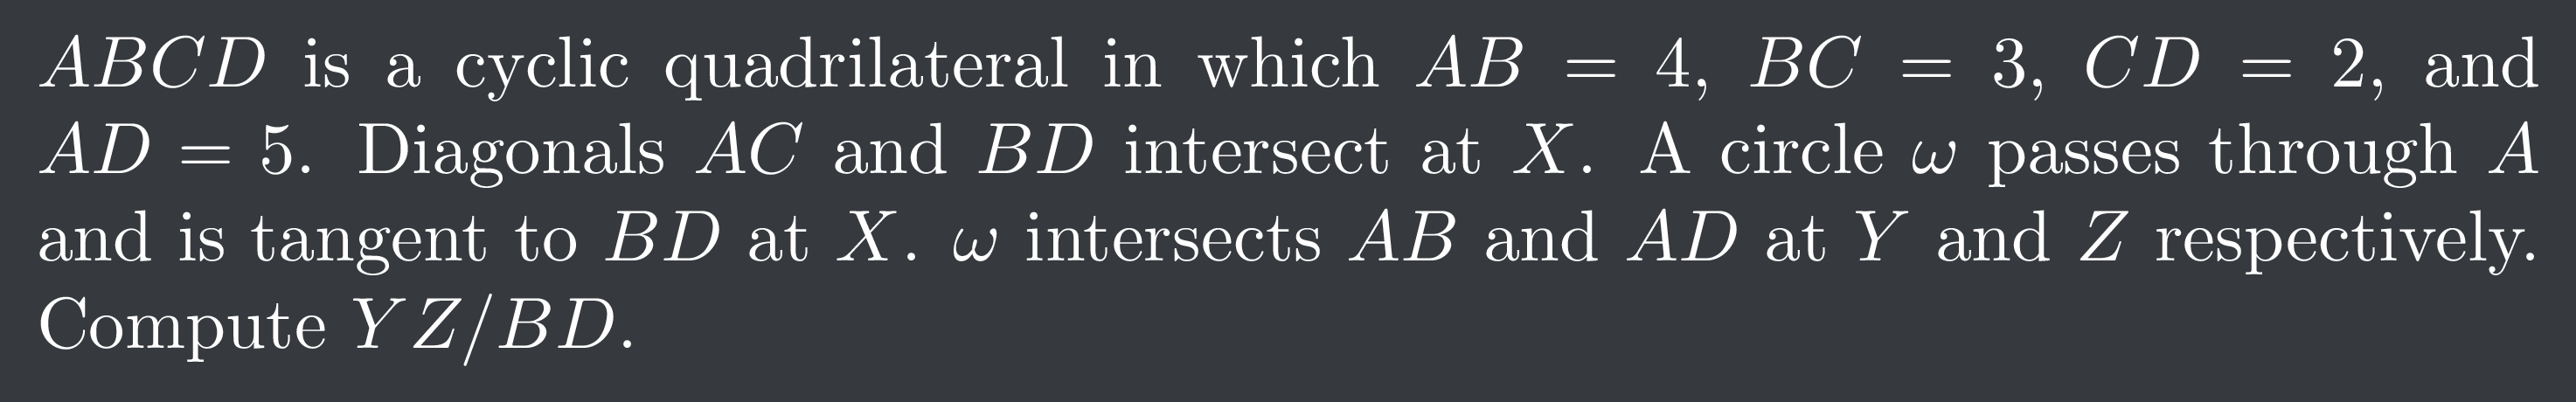 ABCD is a cyclic quadrilateral in which AB = 4, BC = 3, CD = 2, and
AD = 5. Diagonals AC and BD intersect at X. A circle ω passes through A
and is tangent to BD at X. ω intersects AB and AD at Y and Z respectively.
Compute YZ/BD.